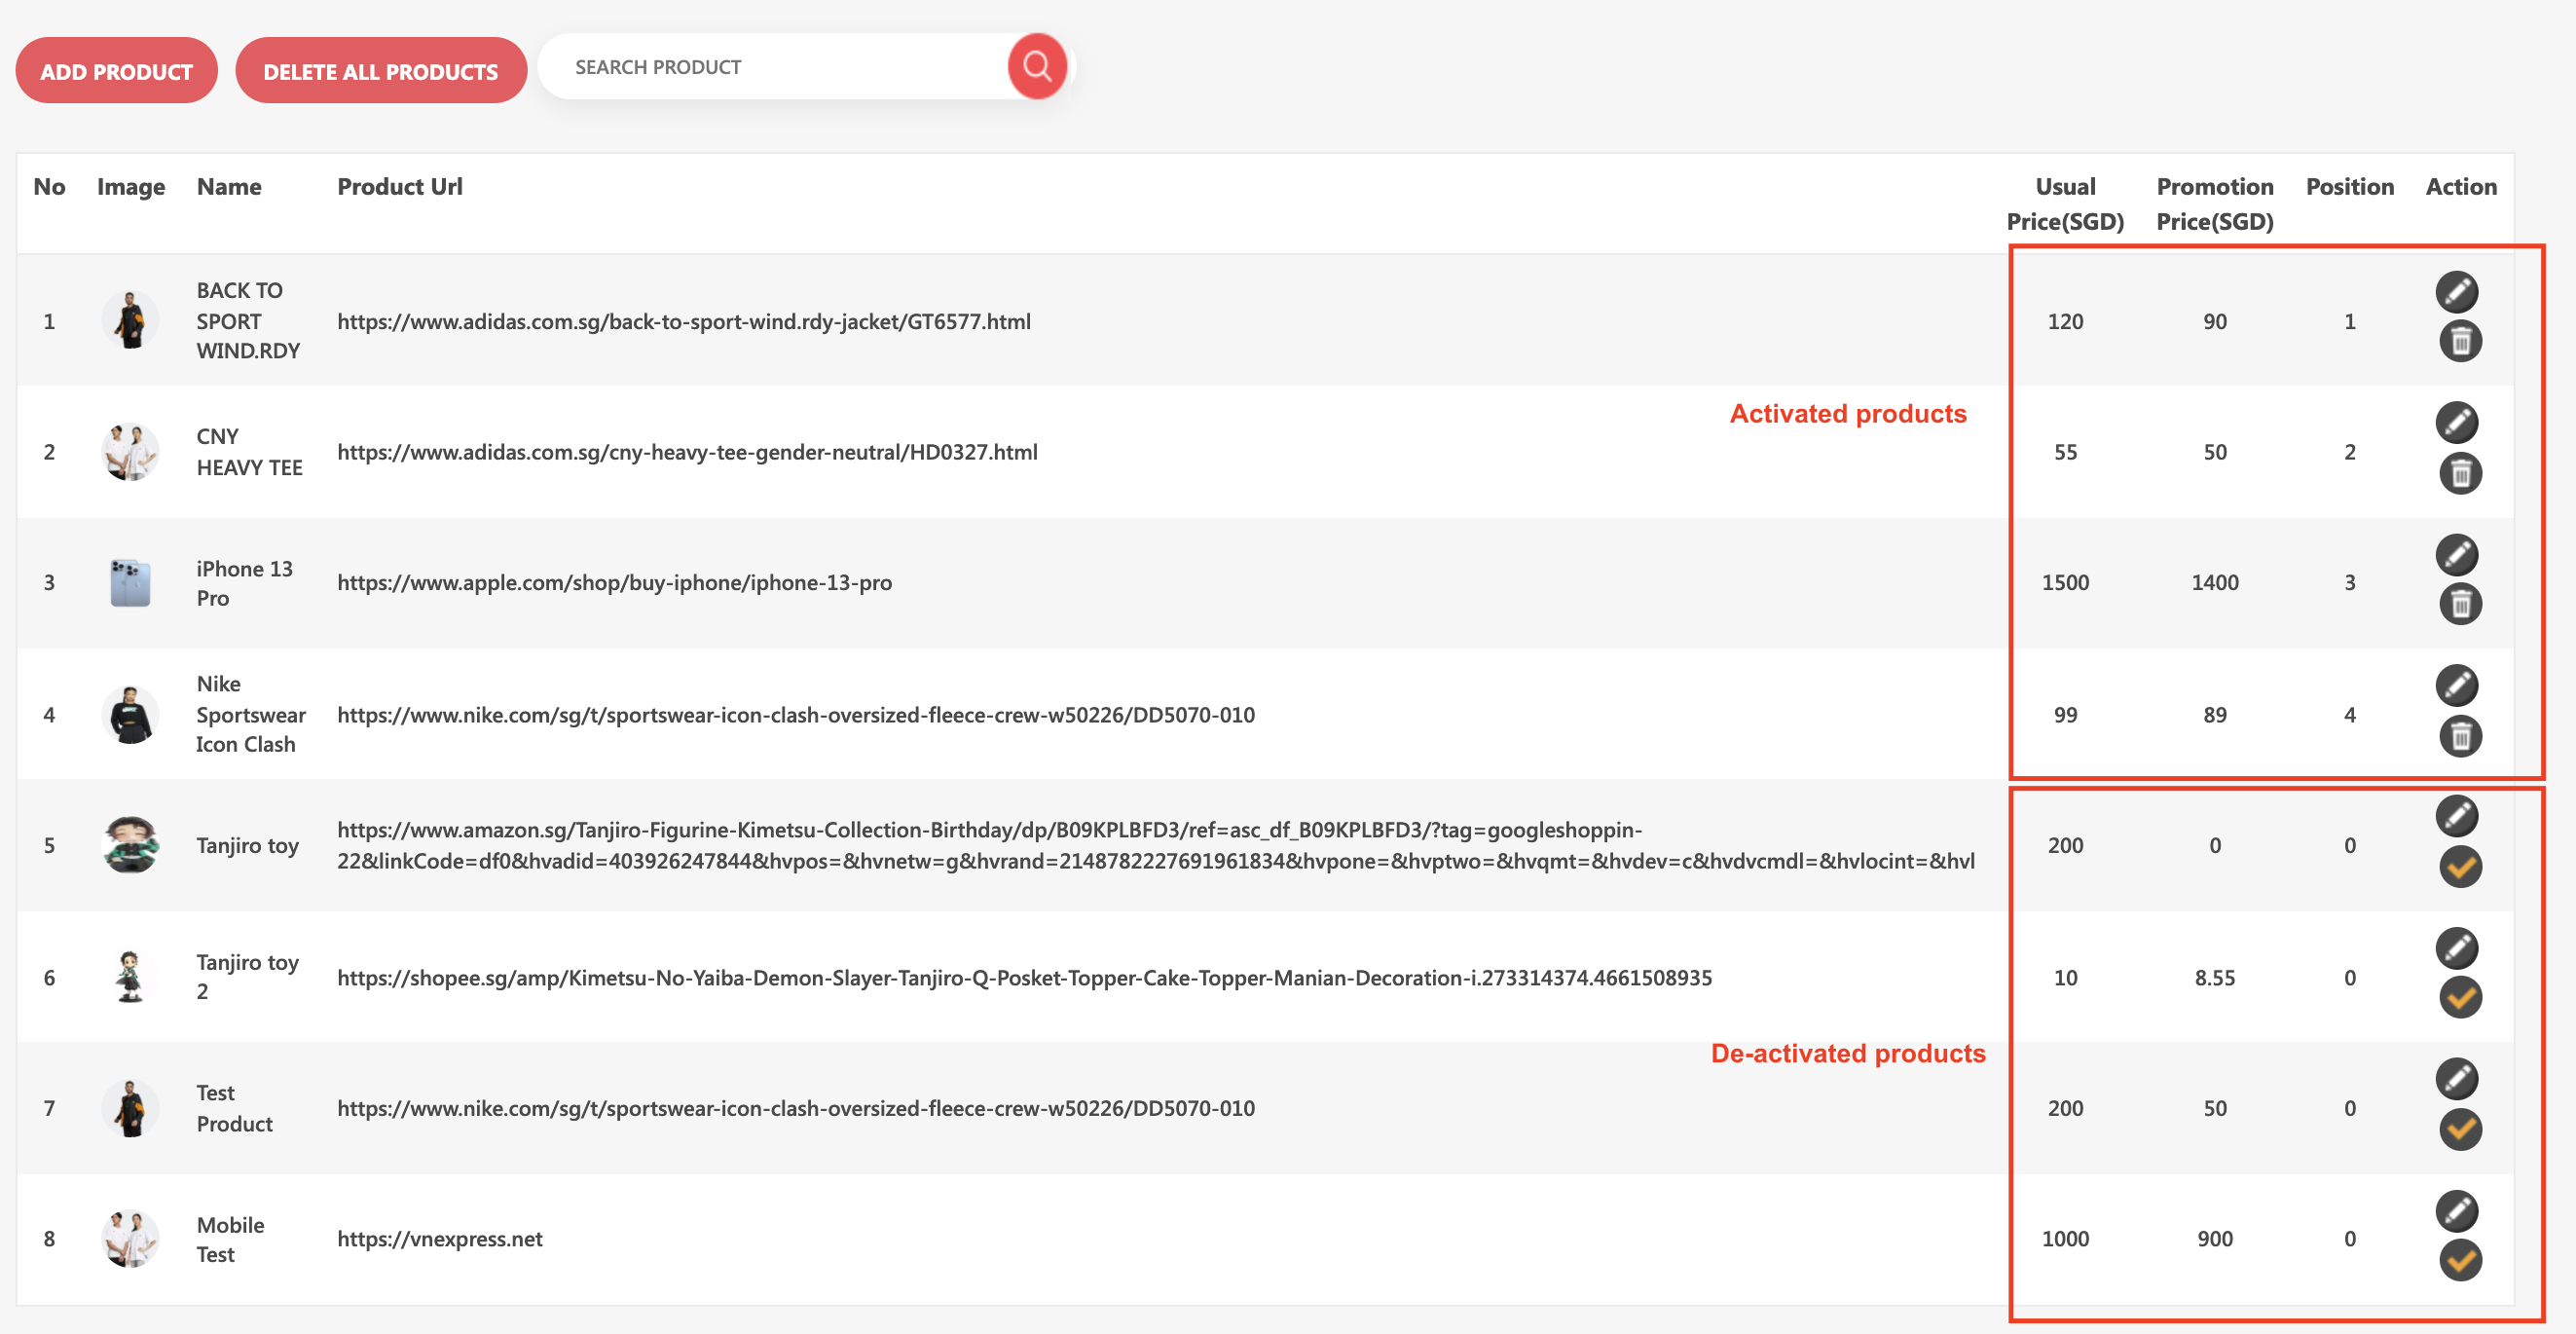 ADD PRODUCT
DELETE ALL PRODUCTS
SEARCH PRODUCT
No Image Name Product Url Usual Promotion Position Action
Price(SGD) Price(SGD)
BACK TO
1 SPORT https://www.adidas.com.sg/back-to-sport-wind.rdy-jacket/GT6577.html 120 90 1
WIND.RDY
Activated products
CNY
2 https://www.adidas.com.sg/cny-heavy-tee-gender-neutral/HD0327.html 55 50 2
HEAVY TEE
iPhone 13
3 https://www.apple.com/shop/buy-iphone/iphone-13-pro 1500 1400 3
Pro
Nike
4 Sportswear https://www.nike.com/sg/t/sportswear-icon-clash-oversized-fleece-crew-w50226/DD5070-010 99 89 4
Icon Clash
https://www.amazon.sg/Tanjiro-Figurine-Kimetsu-Collection-Birthday/dp/B09KPLBFD3/ref=asc_df_B09KPLBFD3/?tag=googleshoppin-
5 Tanjiro toy 200 0 0
22&linkCode=df0&hvadid=403926247844&hvpos=&hvnetw=g&hvrand=2148782227691961834&hvpone=&hvptwo=&hvqmt=&hvdev=c&hvdvcmdl=&hvlocint=&hvl
Tanjiro toy
6 https://shopee.sg/amp/Kimetsu-No-Yaiba-Demon-Slayer-Tanjiro-Q-Posket-Topper-Cake-Topper-Manian-Decoration-i.273314374.4661508935 10 8.55 0
2
De-activated products
Test
7 https://www.nike.com/sg/t/sportswear-icon-clash-oversized-fleece-crew-w50226/DD5070-010 200 50 0
Product
Mobile
8 https://vnexpress.net 1000 900 0
Test